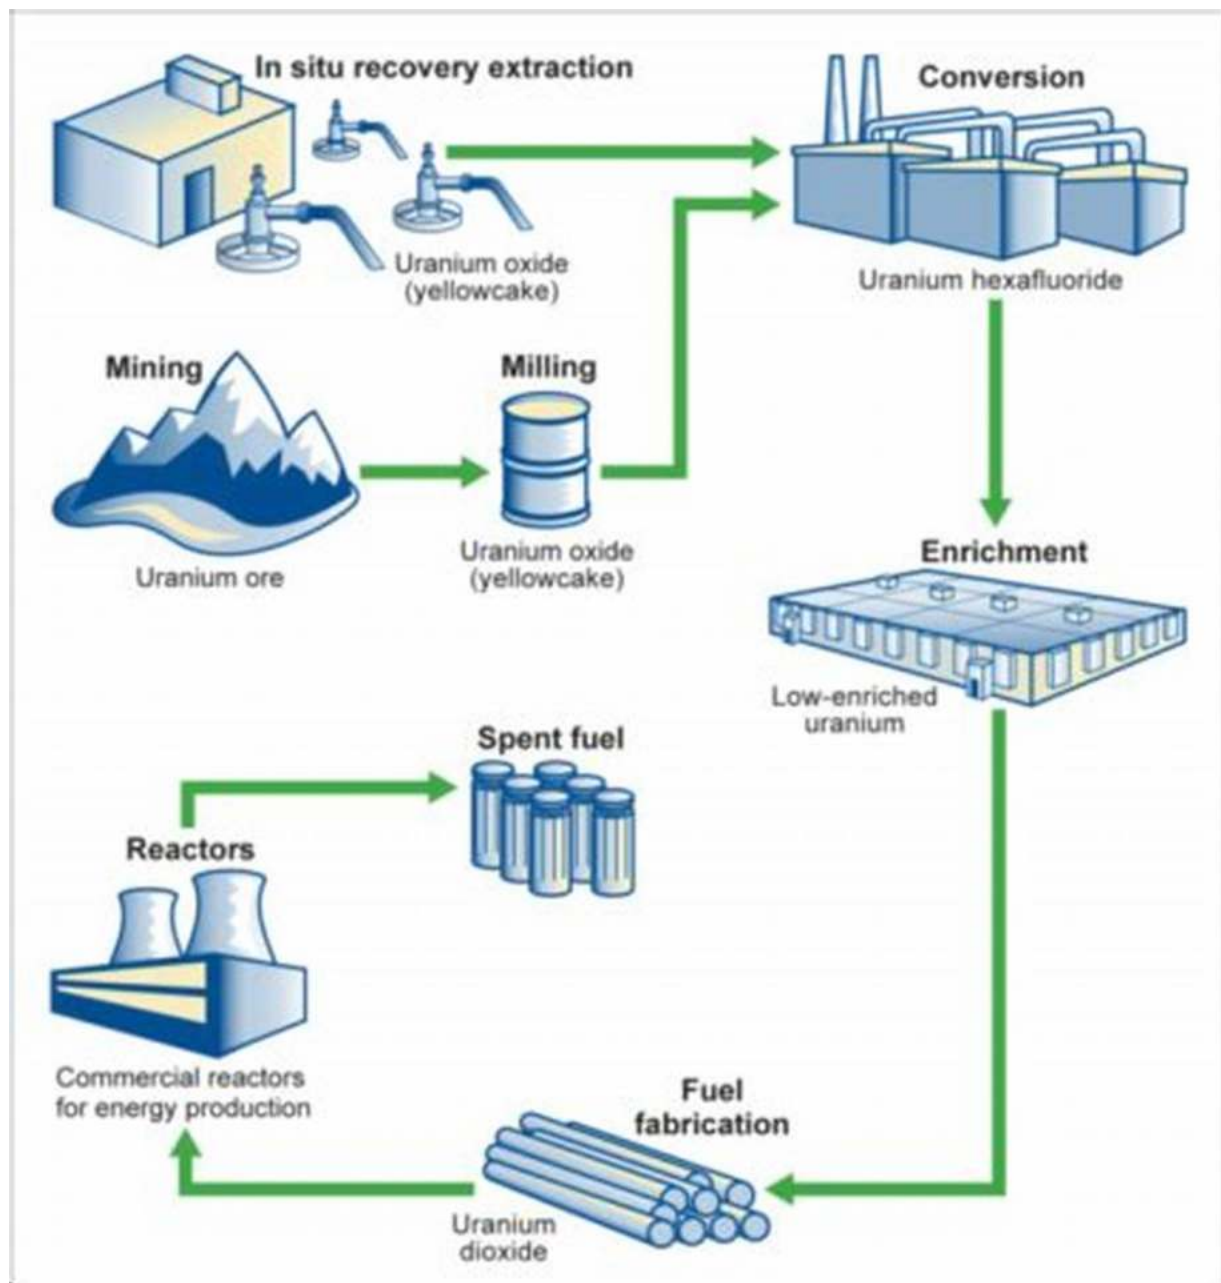 In situ recovery extraction
Conversion
Uranium oxide
(yellowcake)
Uranium hexafluoride
Mining
Milling
Uranium ore
Uranium oxide
(yellowcake)
Enrichment
Low-enriched
uranium
Spent fuel
Reactors
Commercial reactors
for energy production
Fuel
fabrication
Uranium
dioxide